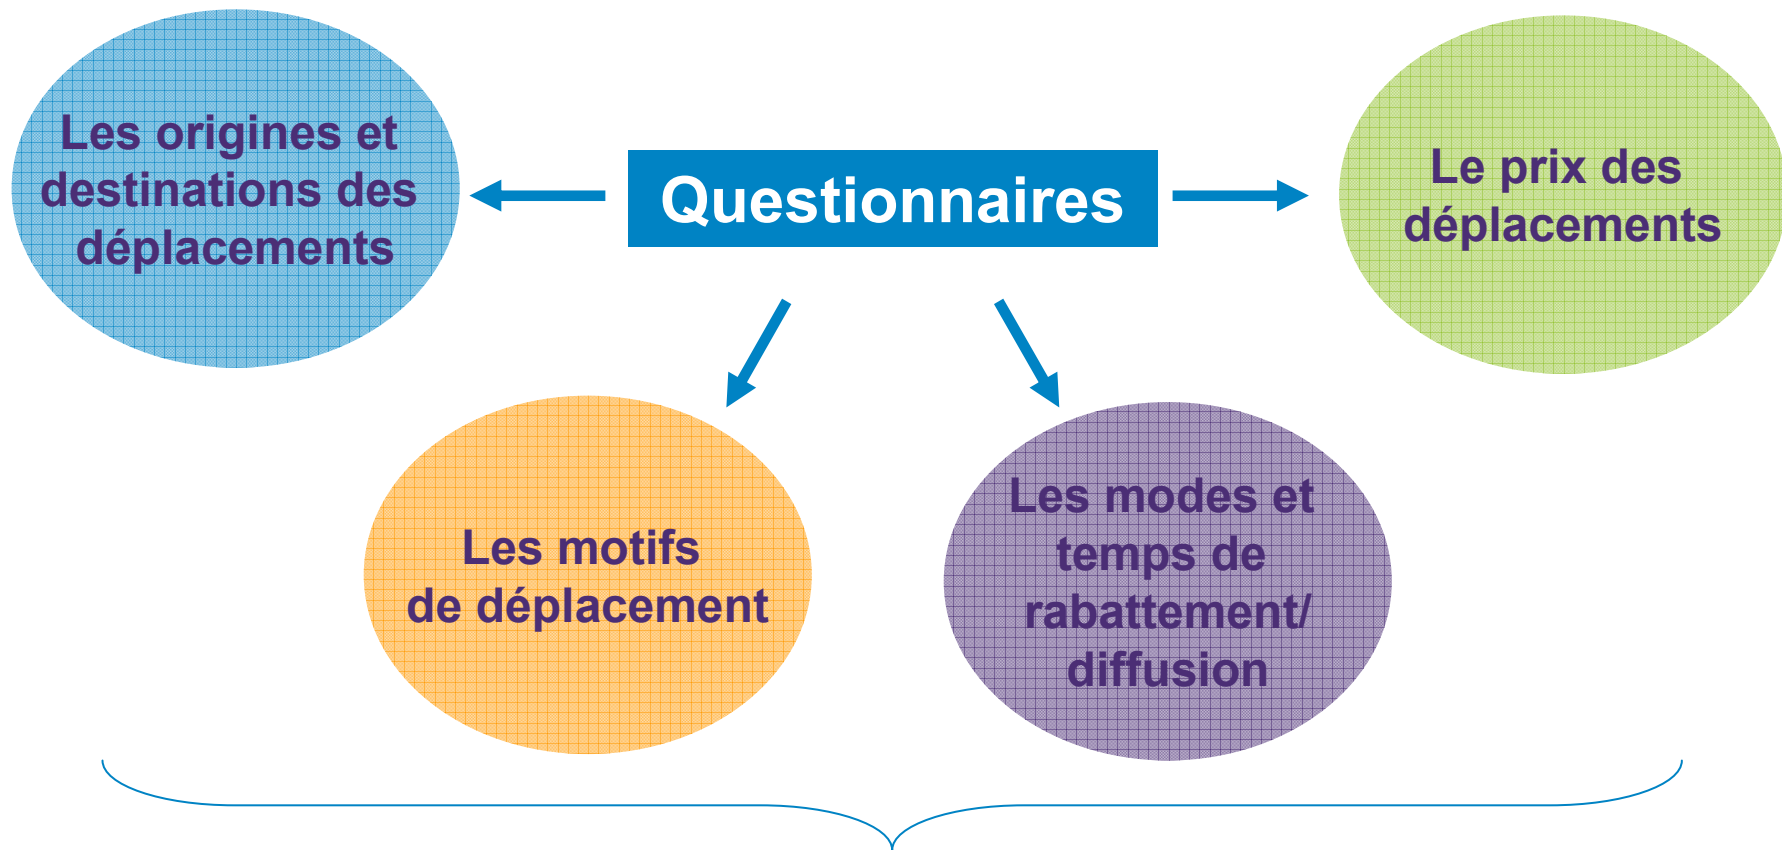 Les origines et
destinations des
déplacements
Questionnaires
Le prix des
déplacements
Les motifs
de déplacement
Les modes et
temps de
rabattement/
diffusion